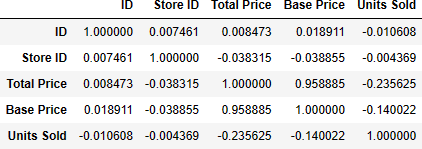 ID Store ID Total Price Base Price Units Sold
ID 1.000000 0.007461 0.008473 0.018911 -0.010608
Store ID 0.007461 1.000000 -0.038315 -0.038855 -0.004369
Total Price 0.008473 -0.038315 1.000000 0.958885 -0.235625
Base Price 0.018911 -0.038855 0.958885 1.000000 -0.140022
Units Sold -0.010608 -0.004369 -0.235625 -0.140022 1.000000